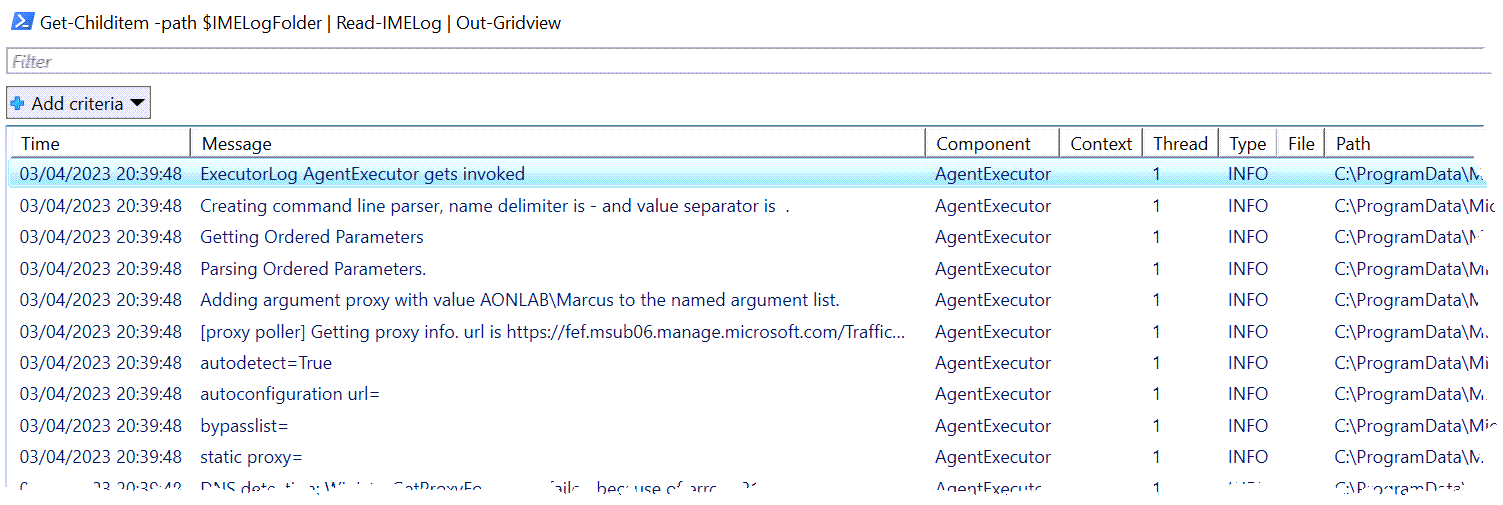 Get-Childitem -path $IMELogFolder | Read-IMELog | Out-Gridview
Filter
Add criteria
Time Message Component Context Thread Type File Path
03/04/2023 20:39:48 ExecutorLog AgentExecutor gets invoked AgentExecutor 1 INFO C:\ProgramData\M
03/04/2023 20:39:48 Creating command line parser, name delimiter is - and value separator is . AgentExecutor 1 INFO C:\ProgramData\Mic
03/04/2023 20:39:48 Getting Ordered Parameters AgentExecutor 1 INFO C:\ProgramData\M
03/04/2023 20:39:48 Parsing Ordered Parameters. AgentExecutor 1 INFO C:\ProgramData\Mi
03/04/2023 20:39:48 Adding argument proxy with value AONLAB\Marcus to the named argument list. AgentExecutor 1 INFO C:\ProgramData\M
03/04/2023 20:39:48 [proxy poller] Getting proxy info. url is https://fef.msub06.manage.microsoft.com/Traffic... AgentExecutor 1 INFO C:\ProgramData\Mi
03/04/2023 20:39:48 autodetect=True AgentExecutor 1 INFO C:\ProgramData\Mi
03/04/2023 20:39:48 autoconfiguration url= AgentExecutor 1 INFO C:\ProgramData\M
03/04/2023 20:39:48 bypasslist= AgentExecutor 1 INFO C:\ProgramData\Mic
03/04/2023 20:39:48 static proxy= AgentExecutor 1 INFO C:\ProgramData\M
because of AgentExecutor 1 C:\ProgramData\